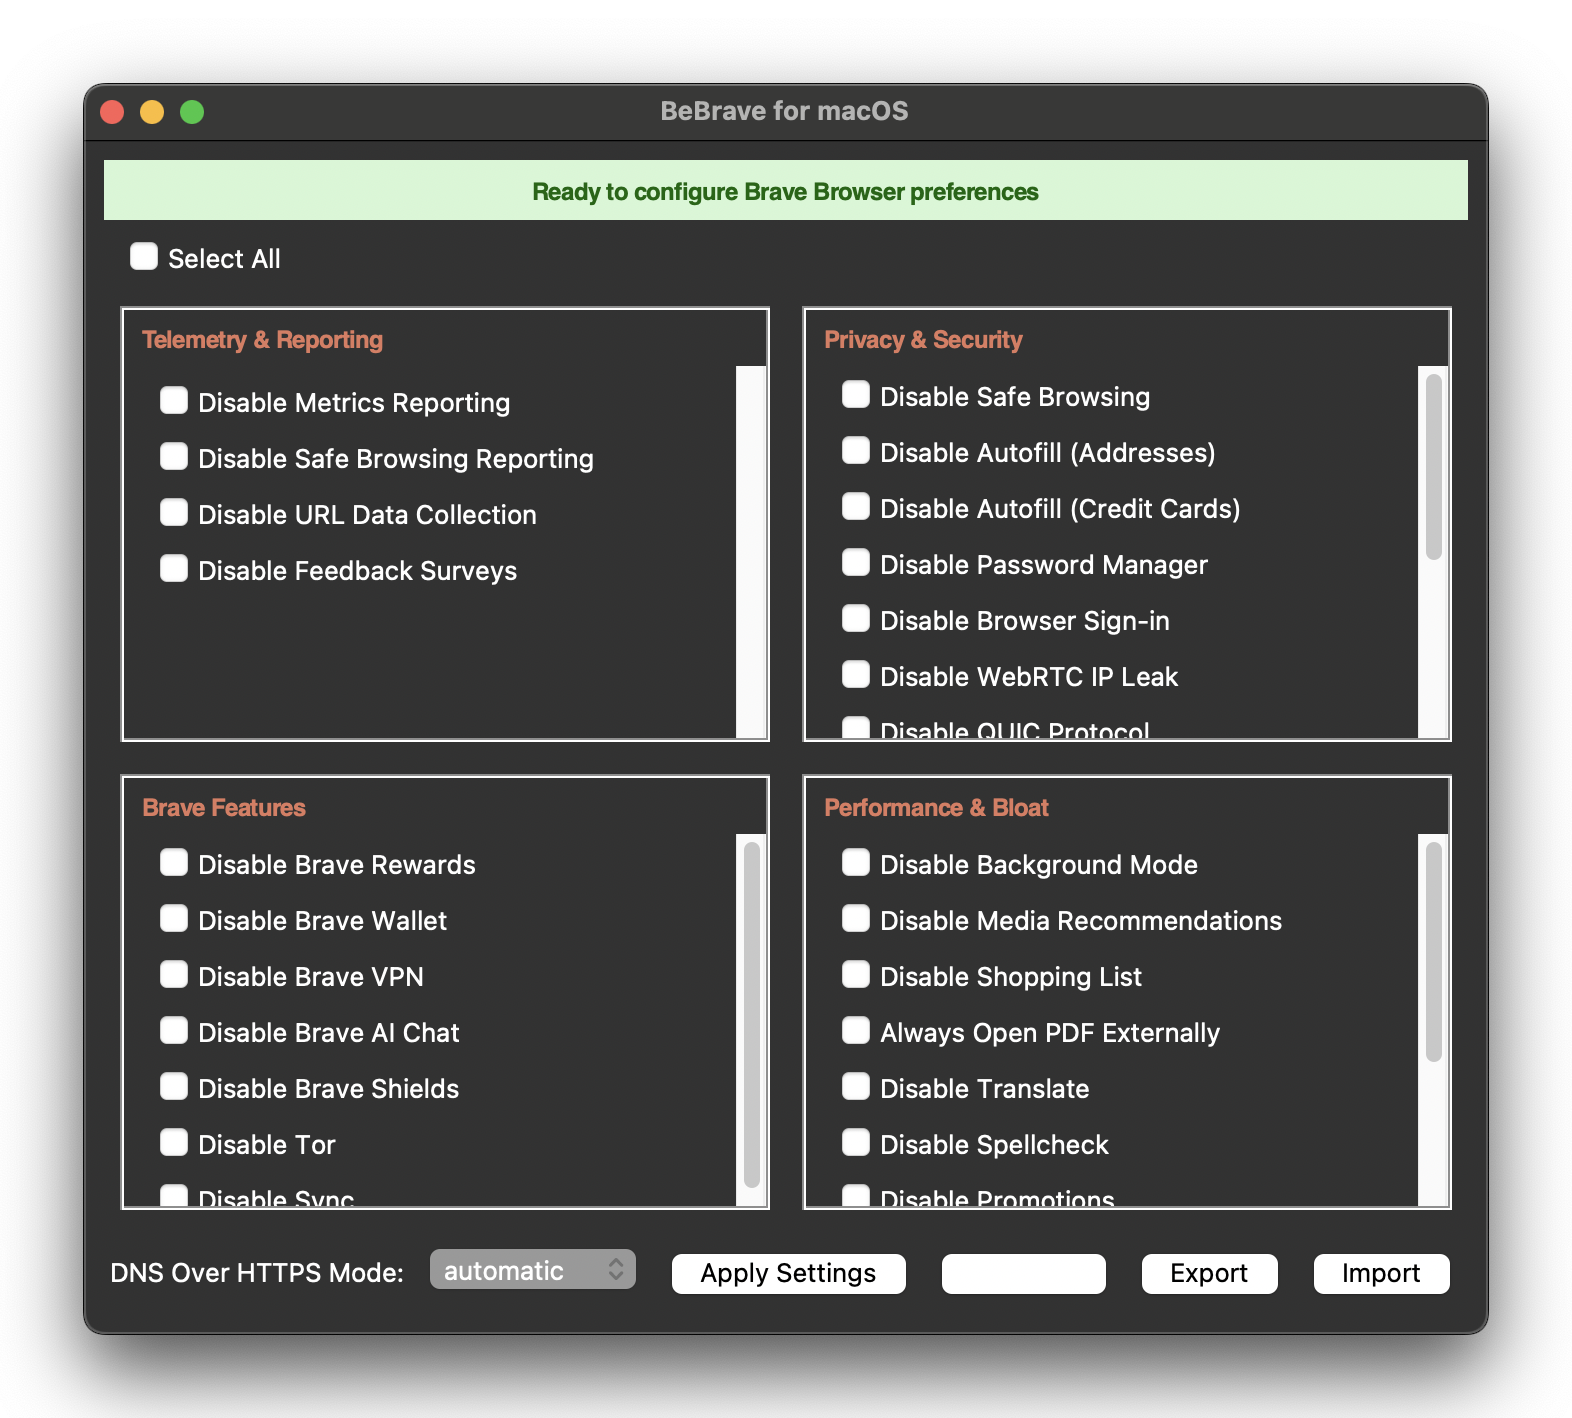 BeBrave for macOS
Ready to configure Brave Browser preferences
Select All
Telemetry & Reporting
Disable Metrics Reporting
Disable Safe Browsing Reporting
Disable URL Data Collection
Disable Feedback Surveys
Privacy & Security
Disable Safe Browsing
Disable Autofill (Addresses)
Disable Autofill (Credit Cards)
Disable Password Manager
Disable Browser Sign-in
Disable WebRTC IP Leak
Disable QUIC Protocol
Brave Features
Disable Brave Rewards
Disable Brave Wallet
Disable Brave VPN
Disable Brave AI Chat
Disable Brave Shields
Disable Tor
Disable Sync
Performance & Bloat
Disable Background Mode
Disable Media Recommendations
Disable Shopping List
Always Open PDF Externally
Disable Translate
Disable Spellcheck
Disable Promotions
DNS Over HTTPS Mode: automatic Apply Settings Export Import